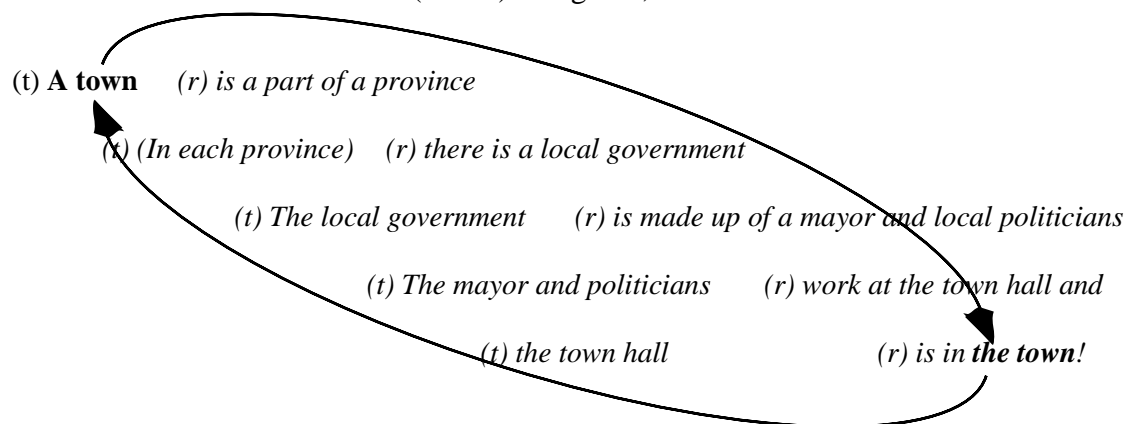 (t) A town (r) is a part of a province
(t) (In each province) (r) there is a local government
(t) The local government (r) is made up of a mayor and local politicians
(t) The mayor and politicians (r) work at the town hall and
(t) the town hall (r) is in the town!